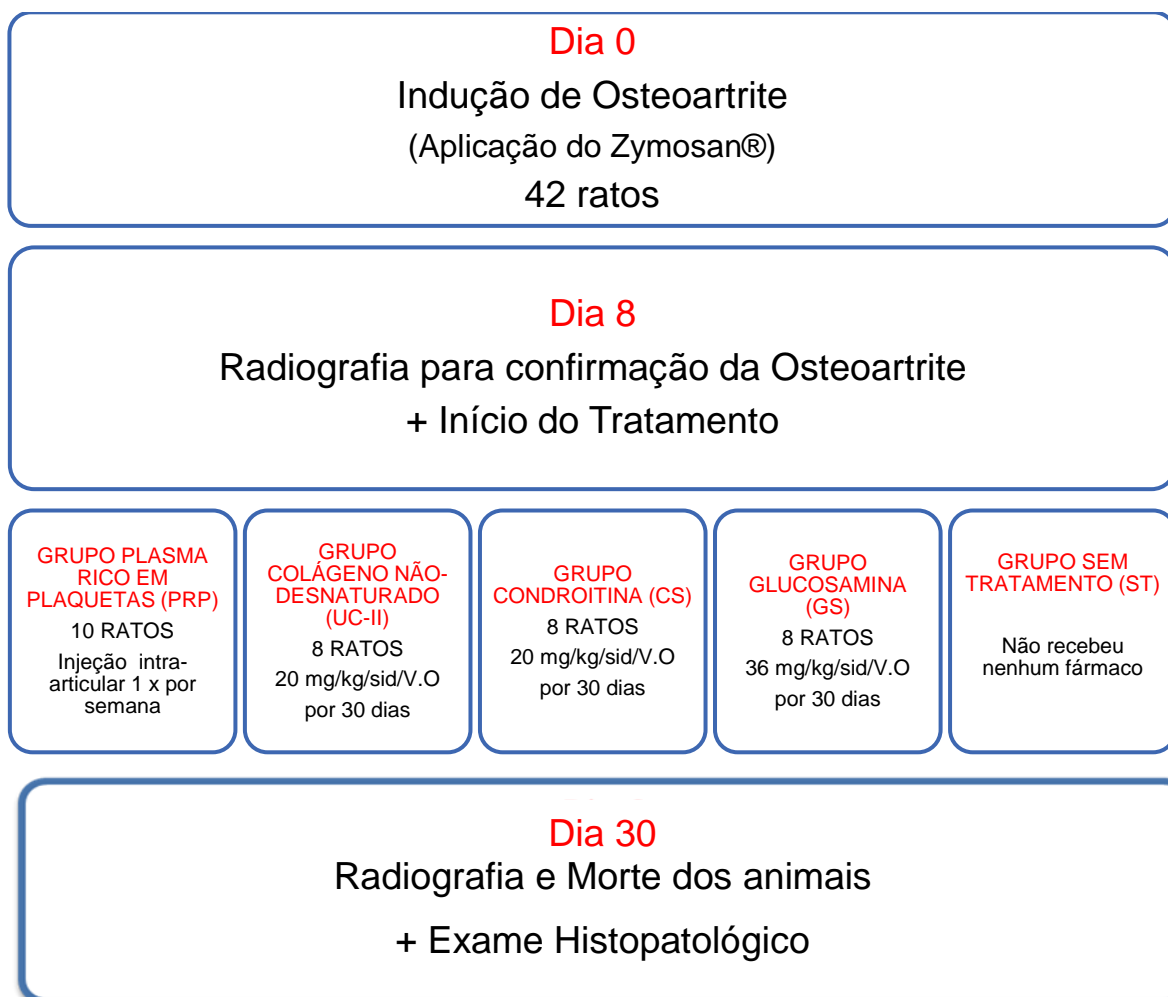 Dia 0
Indução de Osteoartrite
(Aplicação do Zymosan®)
42 ratos
Dia 8
Radiografia para confirmação da Osteoartrite
+ Início do Tratamento
GRUPO PLASMA
RICO EM
PLAQUETAS (PRP)
10 RATOS
Injeção intra-
articular 1 x por
semana
GRUPO
COLÁGENO NÃO-
DESNATURADO
(UC-II)
8 RATOS
20 mg/kg/sid/V.O
por 30 dias
GRUPO
CONDROITINA (CS)
8 RATOS
20 mg/kg/sid/V.O
por 30 dias
GRUPO
GLUCOSAMINA
(GS)
8 RATOS
36 mg/kg/sid/V.O
por 30 dias
GRUPO SEM
TRATAMENTO (ST)
Não recebeu
nenhum fármaco
Dia 30
Radiografia e Morte dos animais
+ Exame Histopatológico